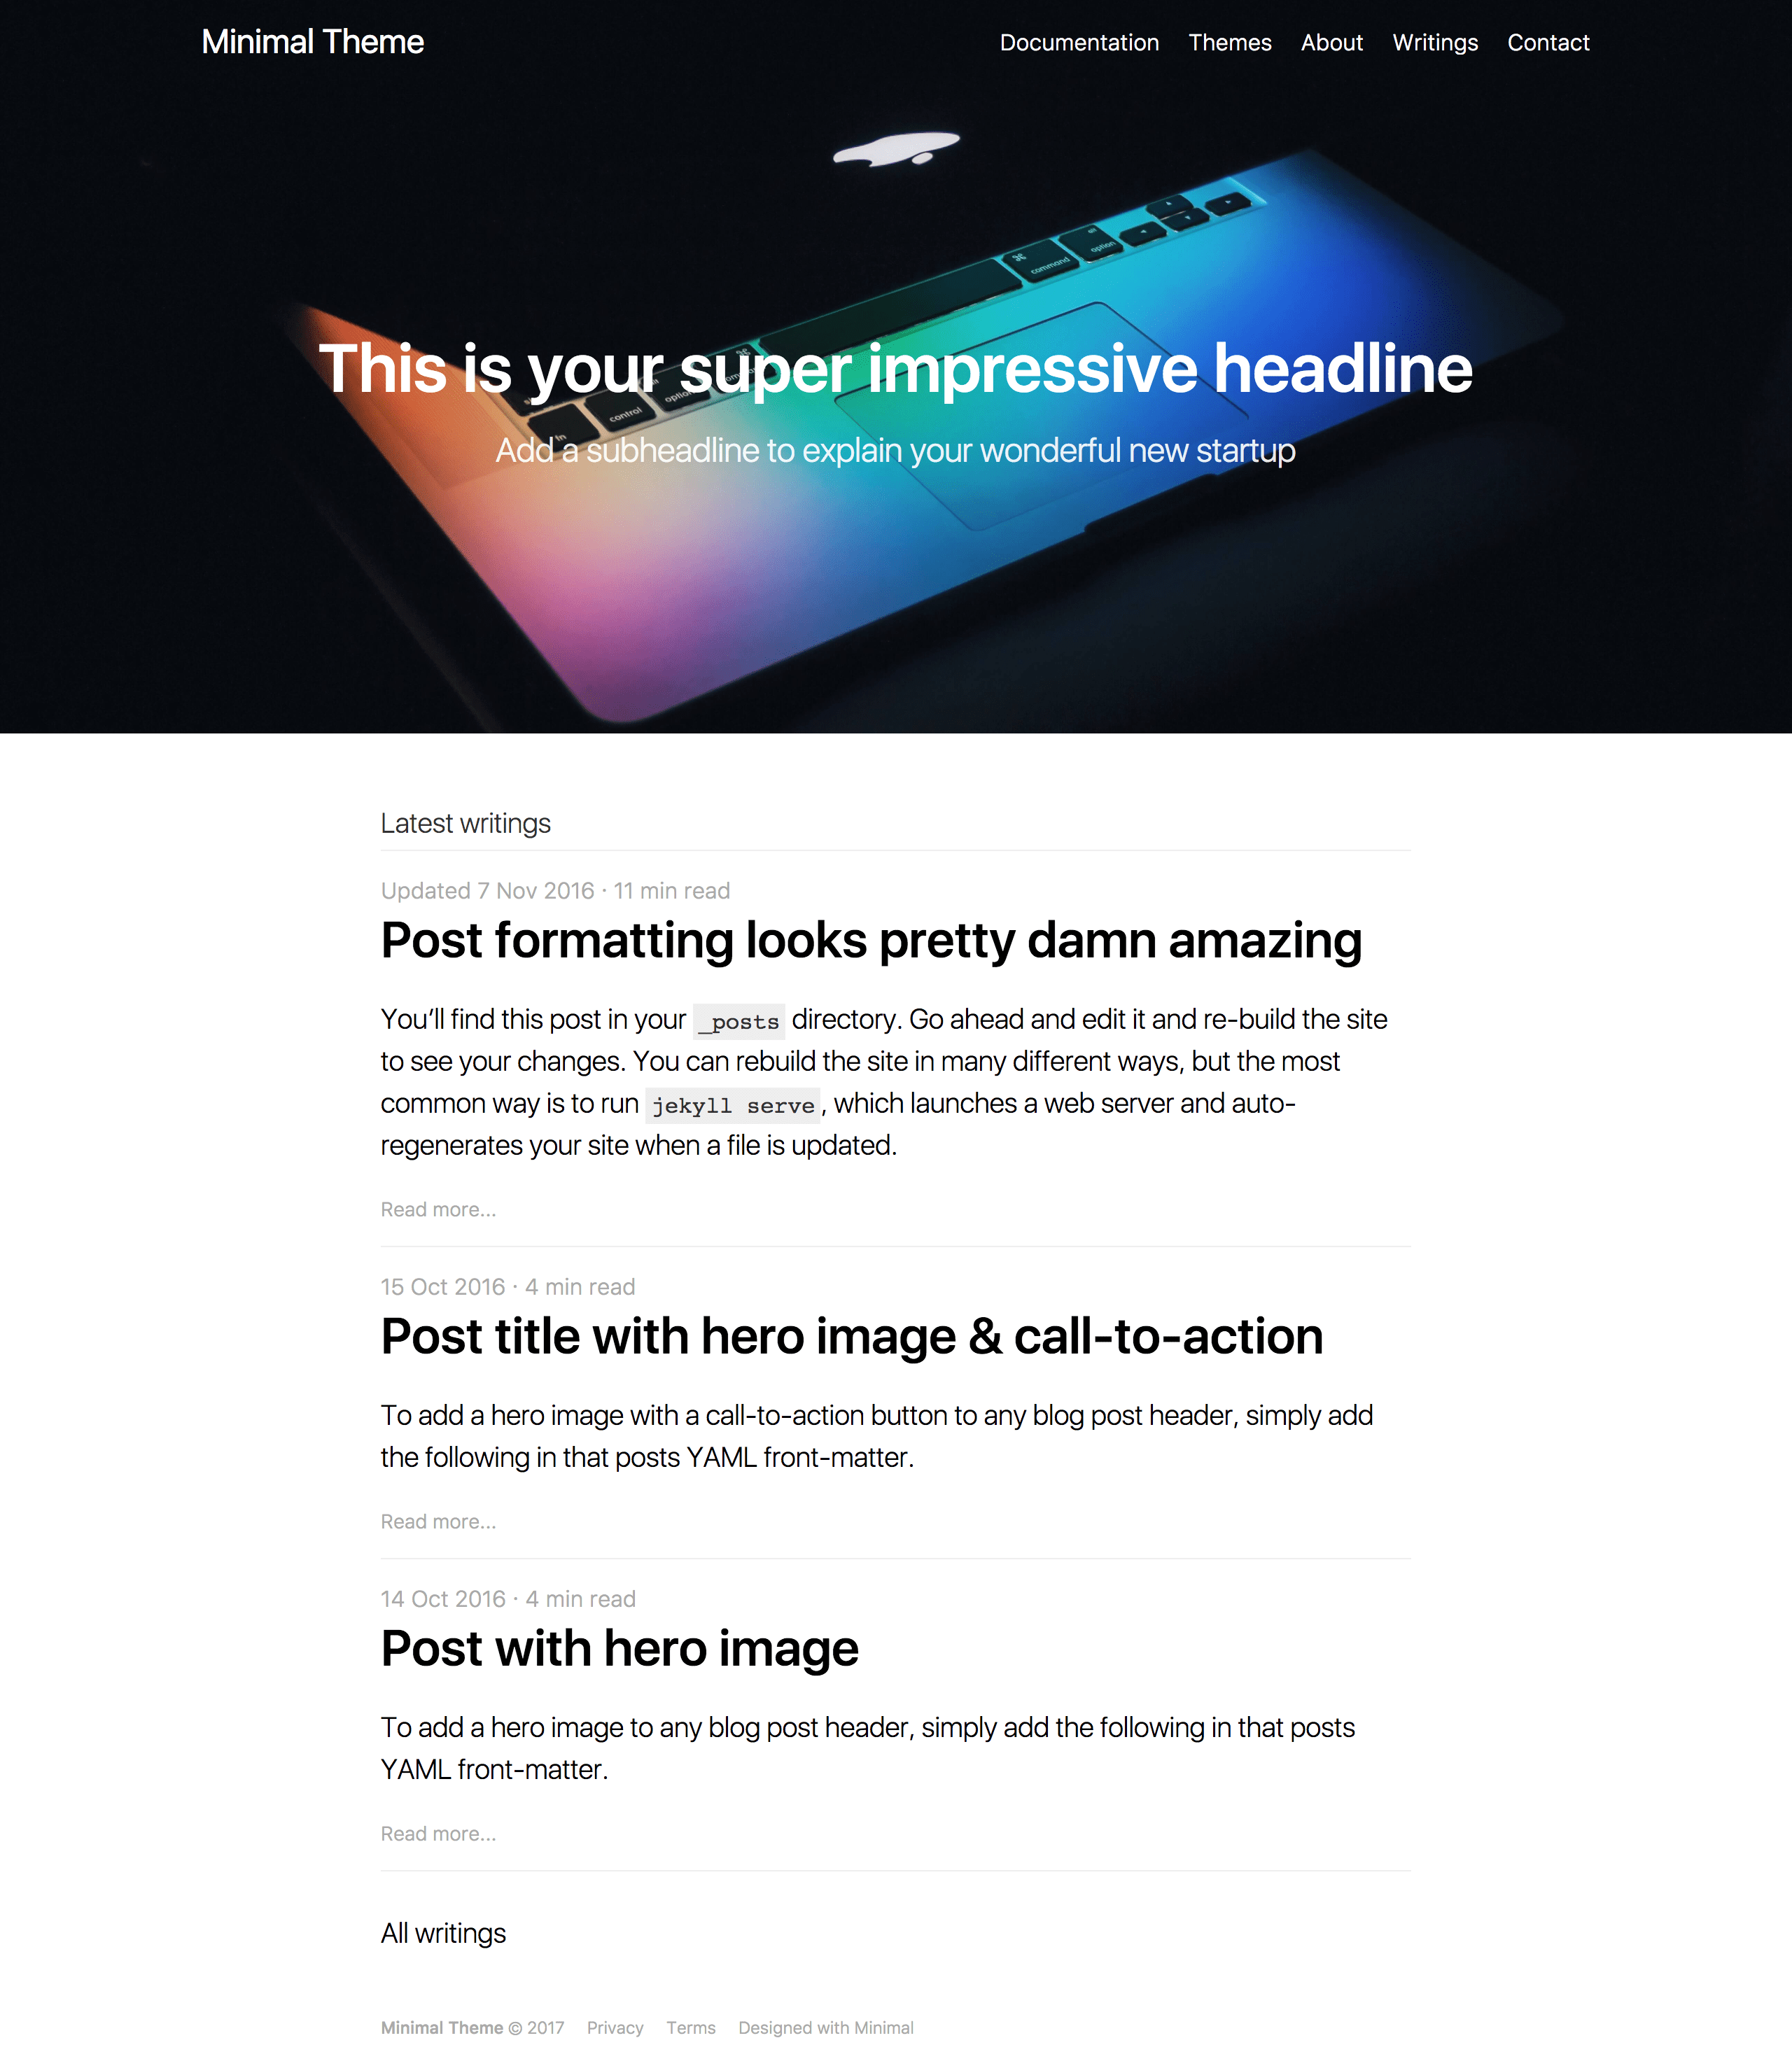 Minimal Theme
Documentation Themes About Writings Contact
command
alt
option
This is your super impressive headline
control
option
fn
Add a subheadline to explain your wonderful new startup
Latest writings
Updated 7 Nov 2016 · 11 min read
Post formatting looks pretty damn amazing
You’ll find this post in your _posts directory. Go ahead and edit it and re-build the site
to see your changes. You can rebuild the site in many different ways, but the most
common way is to run jekyll serve, which launches a web server and auto-
regenerates your site when a file is updated.
Read more...
15 Oct 2016 · 4 min read
Post title with hero image & call-to-action
To add a hero image with a call-to-action button to any blog post header, simply add
the following in that posts YAML front-matter.
Read more...
14 Oct 2016 · 4 min read
Post with hero image
To add a hero image to any blog post header, simply add the following in that posts
YAML front-matter.
Read more...
All writings
Minimal Theme © 2017 Privacy Terms Designed with Minimal